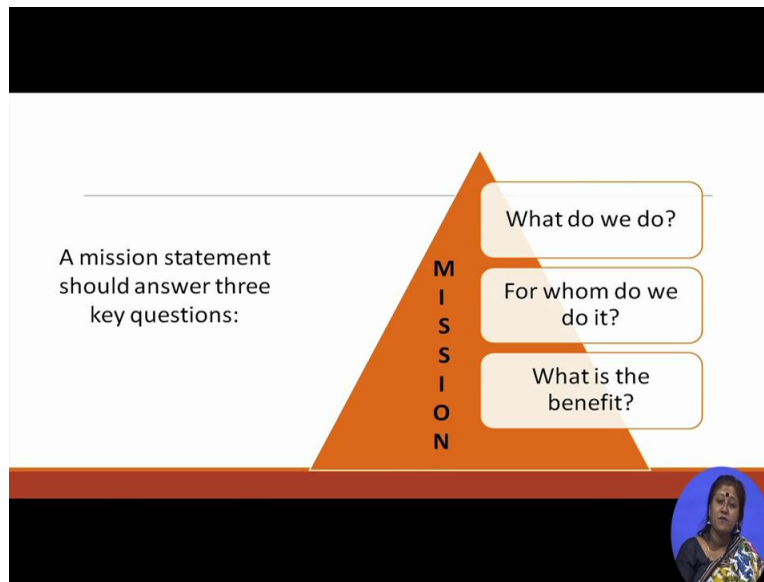 A mission statement
should answer three
key questions:
MISSION
What do we do?
For whom do we
do it?
What is the
benefit?